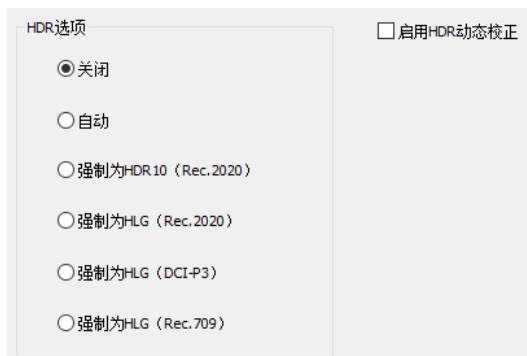 HDR选项
启用HDR动态校正
关闭
自动
强制为HDR10（Rec.2020）
强制为HLG（Rec.2020）
强制为HLG（DCI-P3）
强制为HLG（Rec.709）